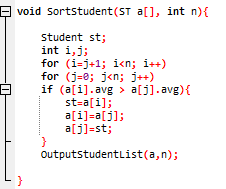 void SortStudent(ST a[], int n){
Student st;
int i,j;
for (i=j+1; i<n; i++)
for (j=0; j<n; j++)
if (a[i].avg > a[j].avg){
st=a[i];
a[i]=a[j];
a[j]=st;
}
OutputStudentList(a,n);
}